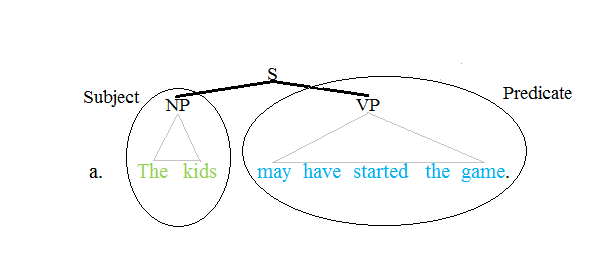 S
Subject NP VP Predicate
a. The kids may have started the game.